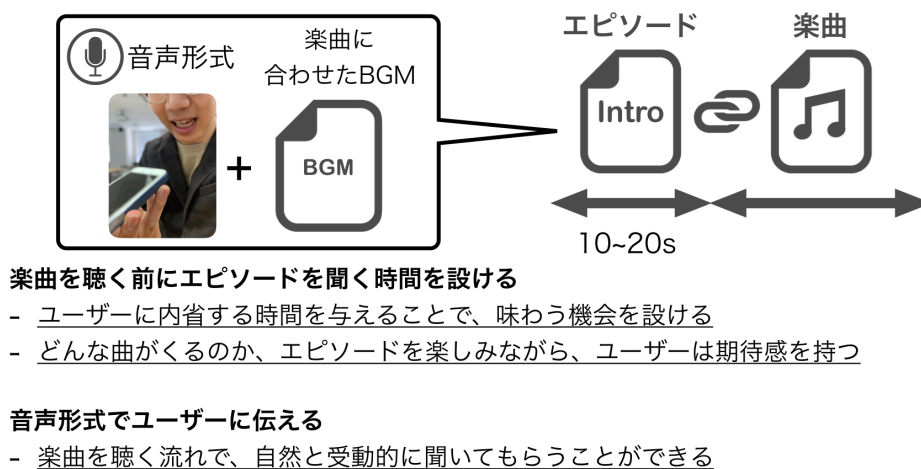 音声形式
楽曲に
合わせたBGM
BGM
エピソード
楽曲
Intro
10~20s
楽曲を聴く前にエピソードを聞く時間を設ける
- ユーザーに内省する時間を与えることで、味わう機会を設ける
- どんな曲がくるのか、エピソードを楽しみながら、ユーザーは期待感を持つ
音声形式でユーザーに伝える
- 楽曲を聴く流れで、自然と受動的に聞いてもらうことができる